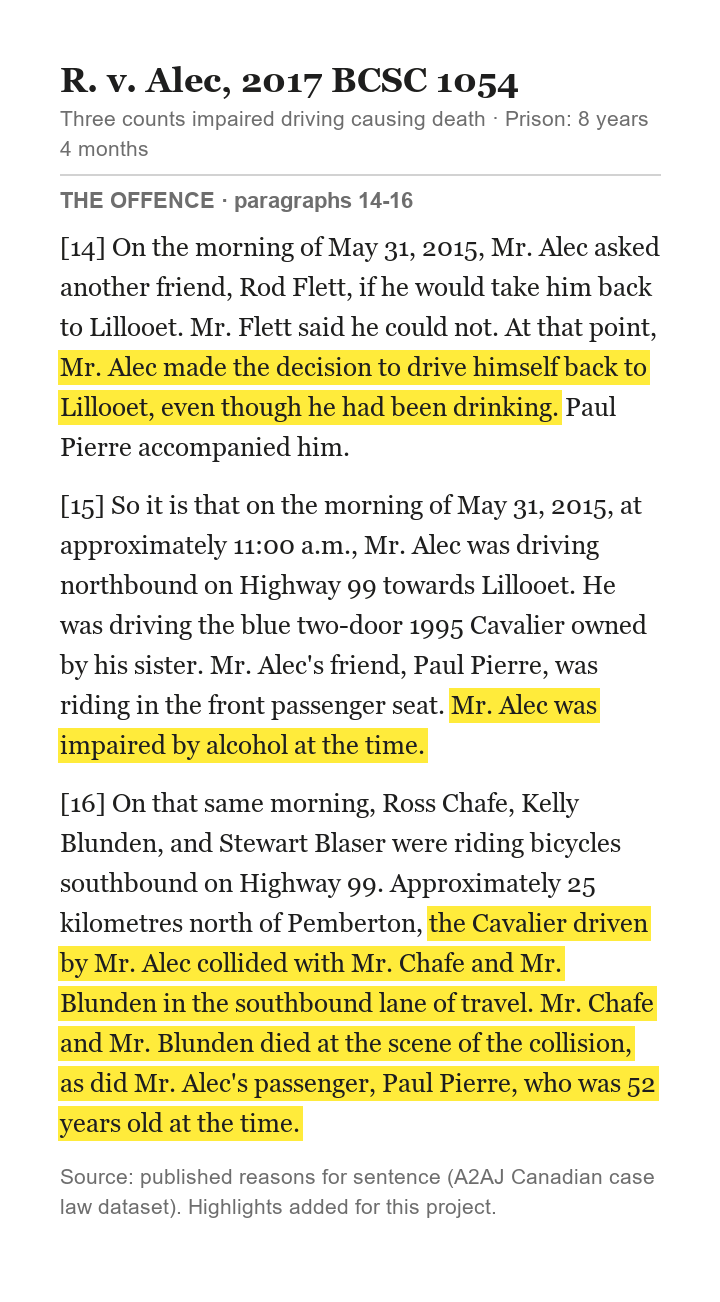 R. v. Alec, 2017 BCSC 1054
Three counts impaired driving causing death · Prison: 8 years
4 months
THE OFFENCE · paragraphs 14-16
[14] On the morning of May 31, 2015, Mr. Alec asked
another friend, Rod Flett, if he would take him back
to Lillooet. Mr. Flett said he could not. At that point,
Mr. Alec made the decision to drive himself back to
Lillooet, even though he had been drinking. Paul
Pierre accompanied him.
[15] So it is that on the morning of May 31, 2015, at
approximately 11:00 a.m., Mr. Alec was driving
northbound on Highway 99 towards Lillooet. He
was driving the blue two-door 1995 Cavalier owned
by his sister. Mr. Alec's friend, Paul Pierre, was
riding in the front passenger seat. Mr. Alec was
impaired by alcohol at the time.
[16] On that same morning, Ross Chafe, Kelly
Blunden, and Stewart Blaser were riding bicycles
southbound on Highway 99. Approximately 25
kilometres north of Pemberton, the Cavalier driven
by Mr. Alec collided with Mr. Chafe and Mr.
Blunden in the southbound lane of travel. Mr. Chafe
and Mr. Blunden died at the scene of the collision,
as did Mr. Alec's passenger, Paul Pierre, who was 52
years old at the time.
Source: published reasons for sentence (A2AJ Canadian case
law dataset). Highlights added for this project.